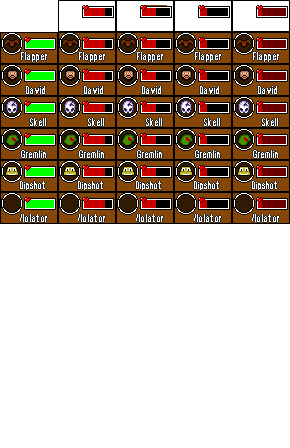 Flapper Flapper Flapper Flapper Flapper
David David David David David
Skell Skell Skell Skell Skell
Gremlin Gremlin Gremlin Gremlin Gremlin
Dipshot Dipshot Dipshot Dipshot Dipshot
Violator Violator Violator Violator Violator